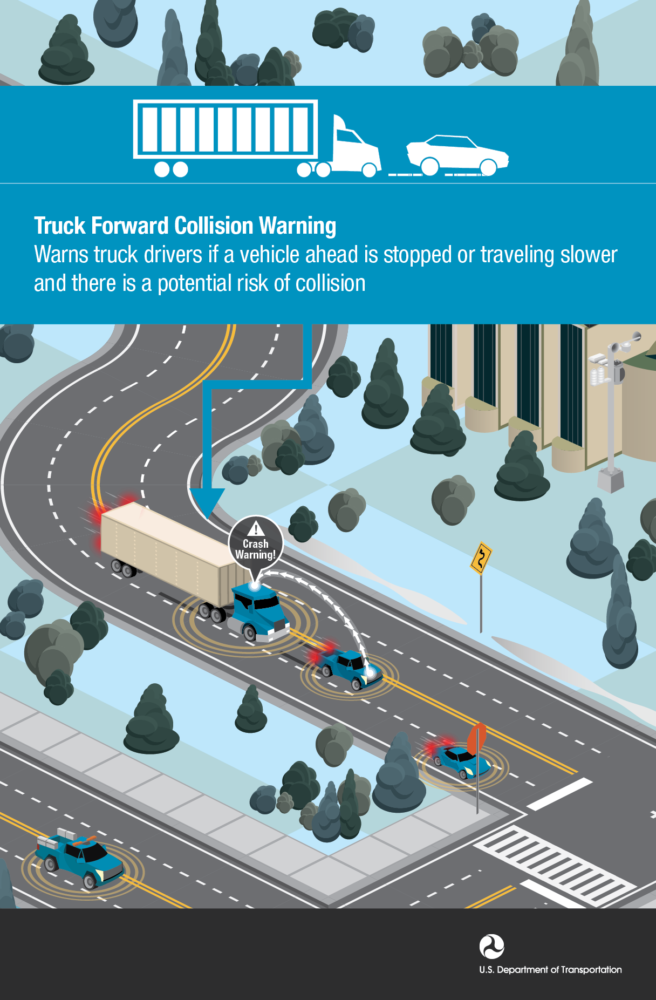 Truck Forward Collision Warning
Warns truck drivers if a vehicle ahead is stopped or traveling slower
and there is a potential risk of collision
!
Crash
Warning!
U.S. Department of Transportation